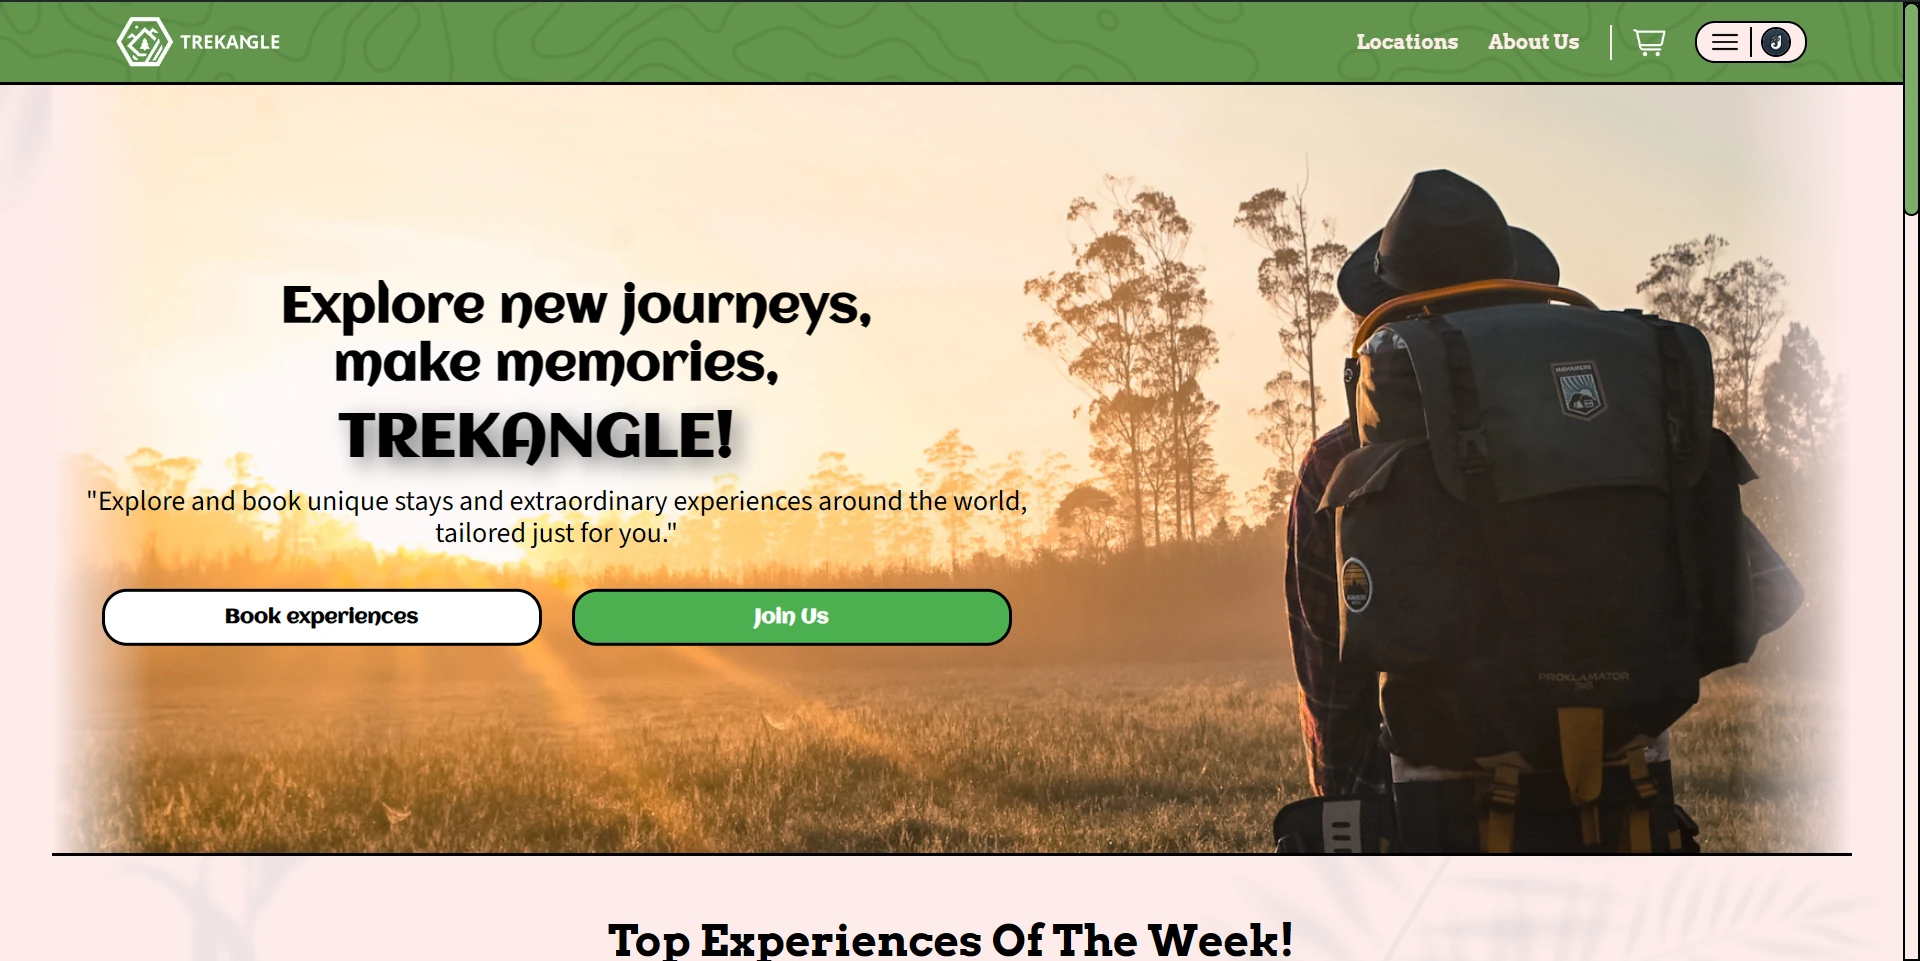 TREKANGLE
Locations About Us
J
Explore new journeys,
make memories,
TREKANGLE!
"Explore and book unique stays and extraordinary experiences around the world,
tailored just for you."
Book experiences
Join Us
PROKLAMATOR
Top Experiences Of The Week!